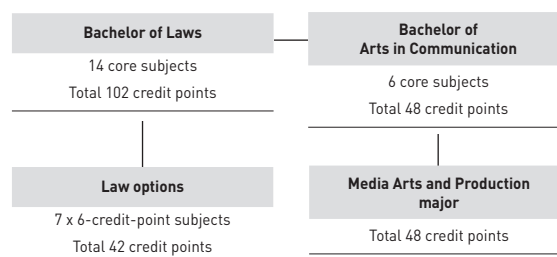 Bachelor of Laws
14 core subjects
Total 102 credit points
Bachelor of
Arts in Communication
6 core subjects
Total 48 credit points
Law options
7 x 6-credit-point subjects
Total 42 credit points
Media Arts and Production
major
Total 48 credit points